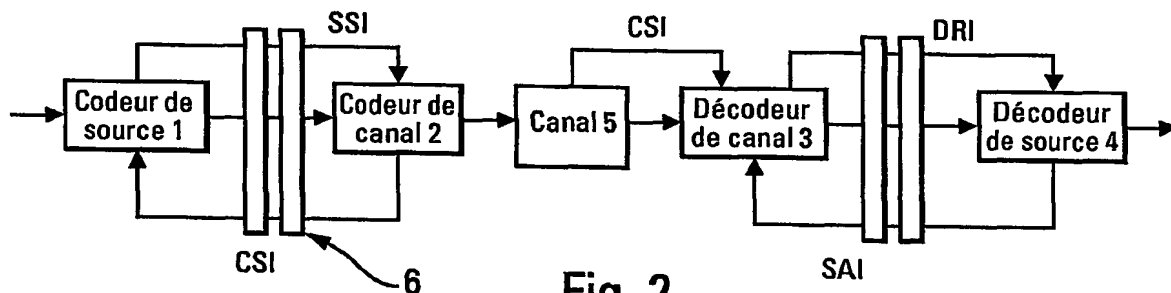 SSI
CSI
DRI
Codeur de
source 1
Codeur de
canal 2
Canal 5
Décodeur
de canal 3
Décodeur
de source 4
CSI
6
SAI
Fig. 2